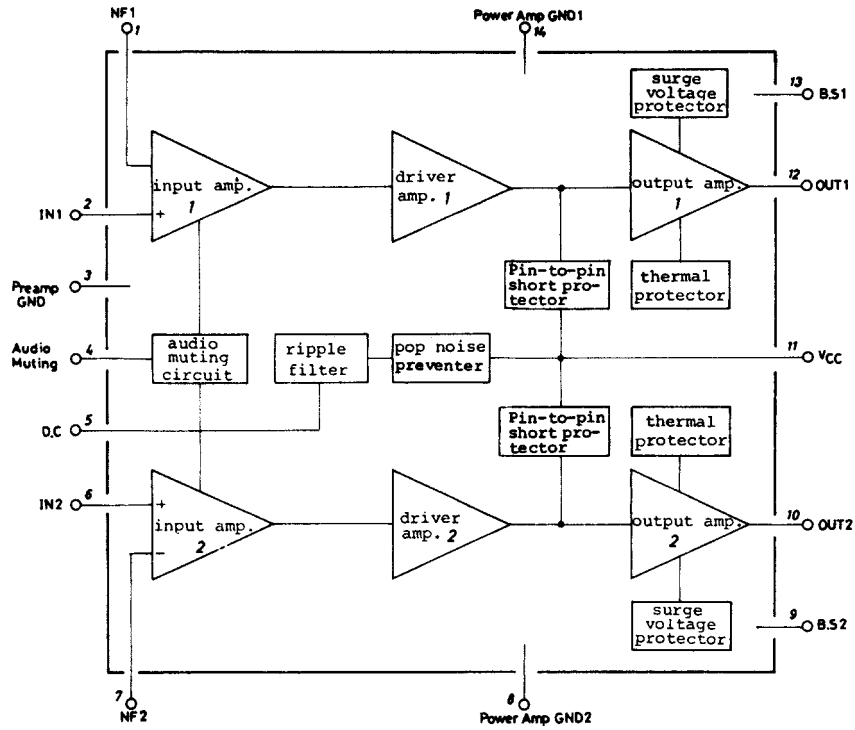 NF1
1
Power Amp GND1
14
surge
voltage
protector
13
B.S1
input amp.
1
+
driver
amp. 1
output amp.
1
12
OUT1
IN1
2
Preamp
GND
3
Pin-to-pin
short pro-
tector
thermal
protector
Audio
Muting
4
audio
muting
circuit
ripple
filter
pop noise
preventer
11
VCC
D.C
5
Pin-to-pin
short pro-
tector
thermal
protector
IN2
6
+
input amp.
2
−
driver
amp. 2
output amp.
2
10
OUT2
surge
voltage
protector
9
B.S2
7
NF2
8
Power Amp GND2